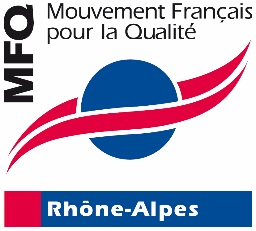 MFQ
Mouvement Français
pour la Qualité
Rhône-Alpes